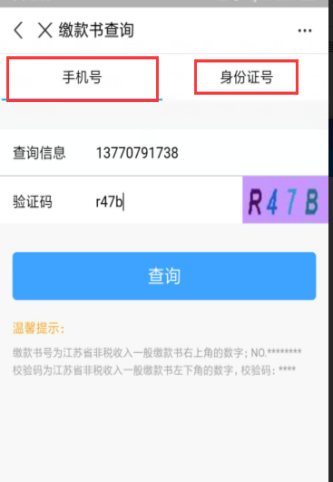 缴款书查询
手机号 身份证号
查询信息 13770791738
验证码 r47b R47B
查询
温馨提示：
缴款书号为江苏省非税收入一般缴款书右上角的数字；NO.********
校验码为江苏省非税收入一般缴款书左下角的数字，校验码：****